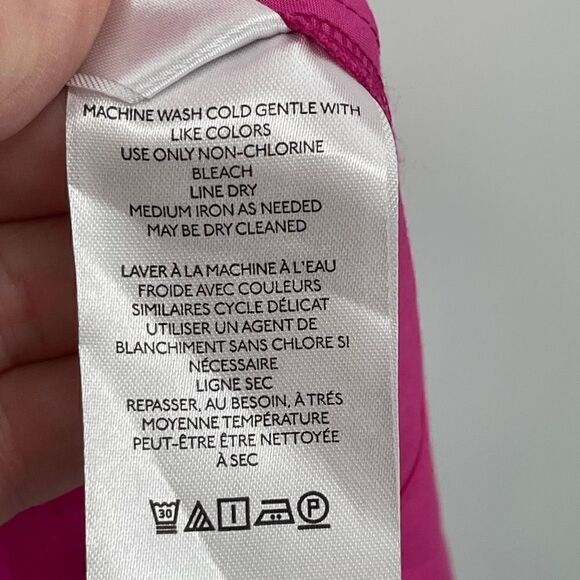 MACHINE WASH COLD GENTLE WITH
LIKE COLORS
USE ONLY NON-CHLORINE
BLEACH
LINE DRY
MEDIUM IRON AS NEEDED
MAY BE DRY CLEANED
LAVER À LA MACHINE À L'EAU
FROIDE AVEC COULEURS
SIMILAIRES CYCLE DÉLICAT
UTILISER UN AGENT DE
BLANCHIMENT SANS CHLORE SI
NÉCESSAIRE
LIGNE SEC
REPASSER, AU BESOIN, À TRÉS
MOYENNE TEMPÉRATURE
PEUT-ÊTRE ÊTRE NETTOYÉE
À SEC
30 P